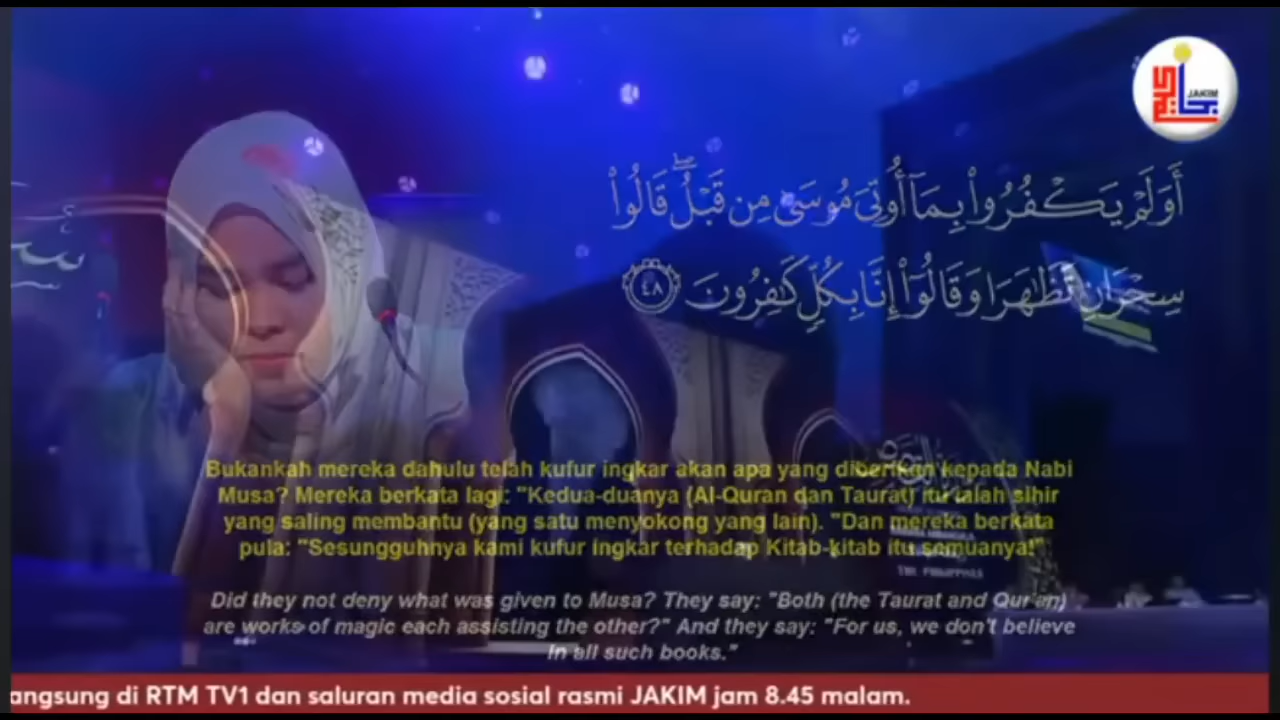 JAKIM
أَوَلَمْ يَكْفُرُوا۟ بِمَآ أُوتِىَ مُوسَىٰ مِن قَبْلُ ۖ قَالُوا۟
سِحْرَانِ تَظَٰهَرَا وَقَالُوٓا۟ إِنَّا بِكُلٍّ كَٰفِرُونَ ٤٨
Bukankah mereka dahulu telah kufur ingkar akan apa yang diberikan kepada Nabi
Musa? Mereka berkata lagi: "Kedua-duanya (Al-Quran dan Taurat) itu ialah sihir
yang saling membantu (yang satu menyokong yang lain). "Dan mereka berkata
pula: "Sesungguhnya kami kufur ingkar terhadap Kitab-kitab itu semuanya!"
THE PHILIPPINES
Did they not deny what was given to Musa? They say: "Both (the Taurat and Qur'an)
are works of magic each assisting the other?" And they say: "For us, we don't believe
in all such books."
angsung di RTM TV1 dan saluran media sosial rasmi JAKIM jam 8.45 malam.